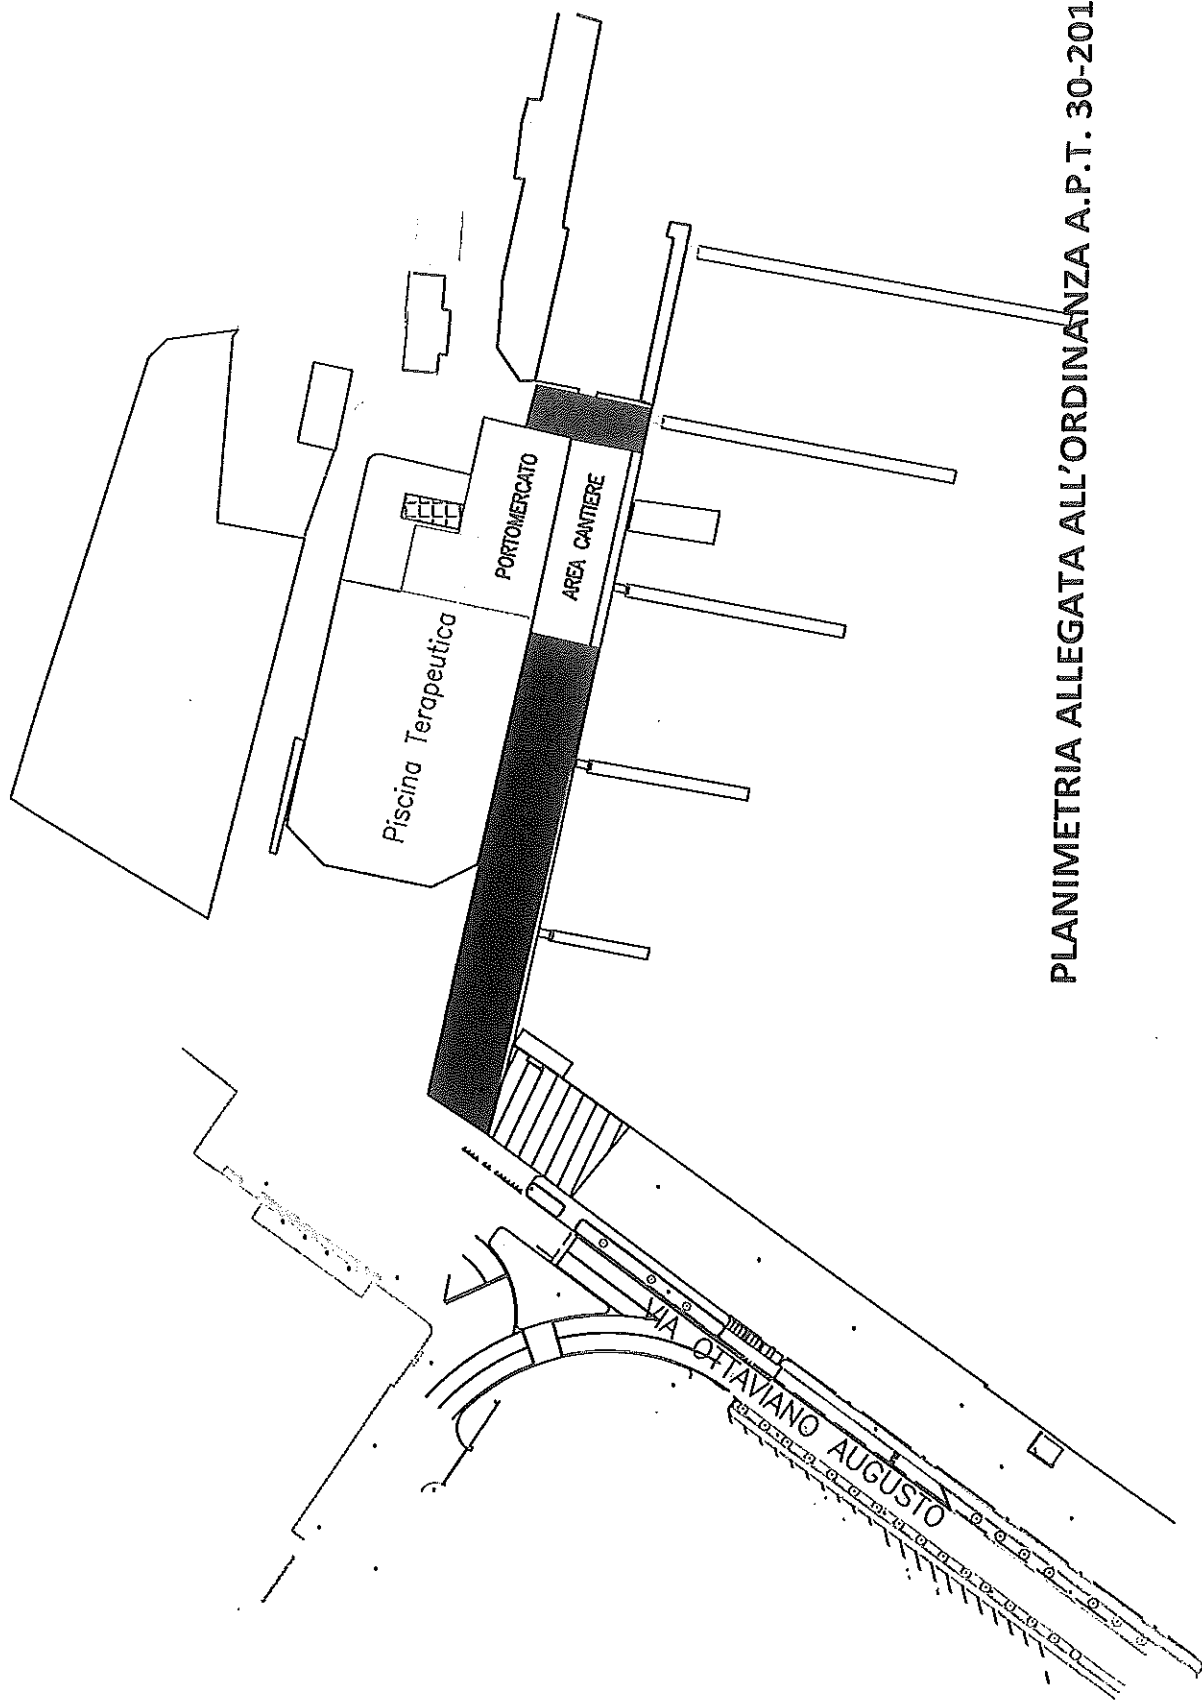 Piscina Terapeutica
PORTOMERCATO
AREA CANTIERE
VIA OTTAVIANO AUGUSTO
PLANIMETRIA ALLEGATA ALL'ORDINANZA A.P.T. 30-201